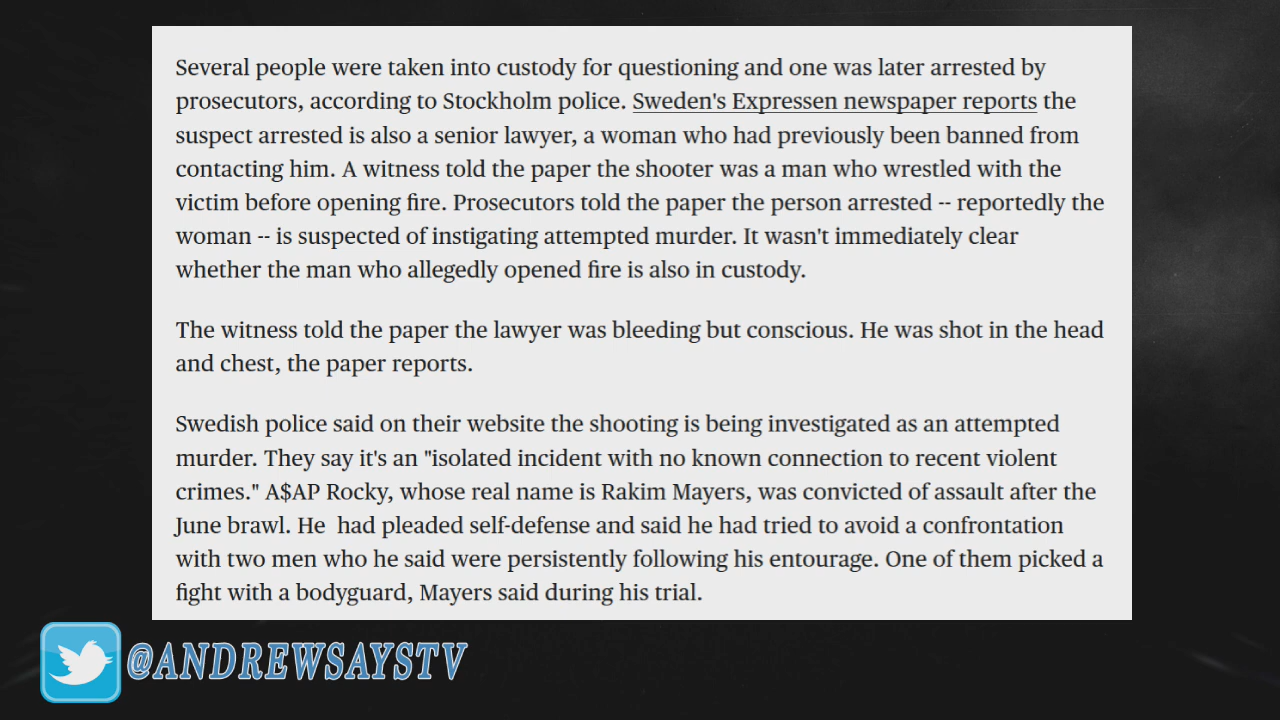 Several people were taken into custody for questioning and one was later arrested by
prosecutors, according to Stockholm police. Sweden's Expressen newspaper reports the
suspect arrested is also a senior lawyer, a woman who had previously been banned from
contacting him. A witness told the paper the shooter was a man who wrestled with the
victim before opening fire. Prosecutors told the paper the person arrested -- reportedly the
woman -- is suspected of instigating attempted murder. It wasn't immediately clear
whether the man who allegedly opened fire is also in custody.
The witness told the paper the lawyer was bleeding but conscious. He was shot in the head
and chest, the paper reports.
Swedish police said on their website the shooting is being investigated as an attempted
murder. They say it's an "isolated incident with no known connection to recent violent
crimes." A$AP Rocky, whose real name is Rakim Mayers, was convicted of assault after the
June brawl. He had pleaded self-defense and said he had tried to avoid a confrontation
with two men who he said were persistently following his entourage. One of them picked a
fight with a bodyguard, Mayers said during his trial.
@ANDREWSAYSTV